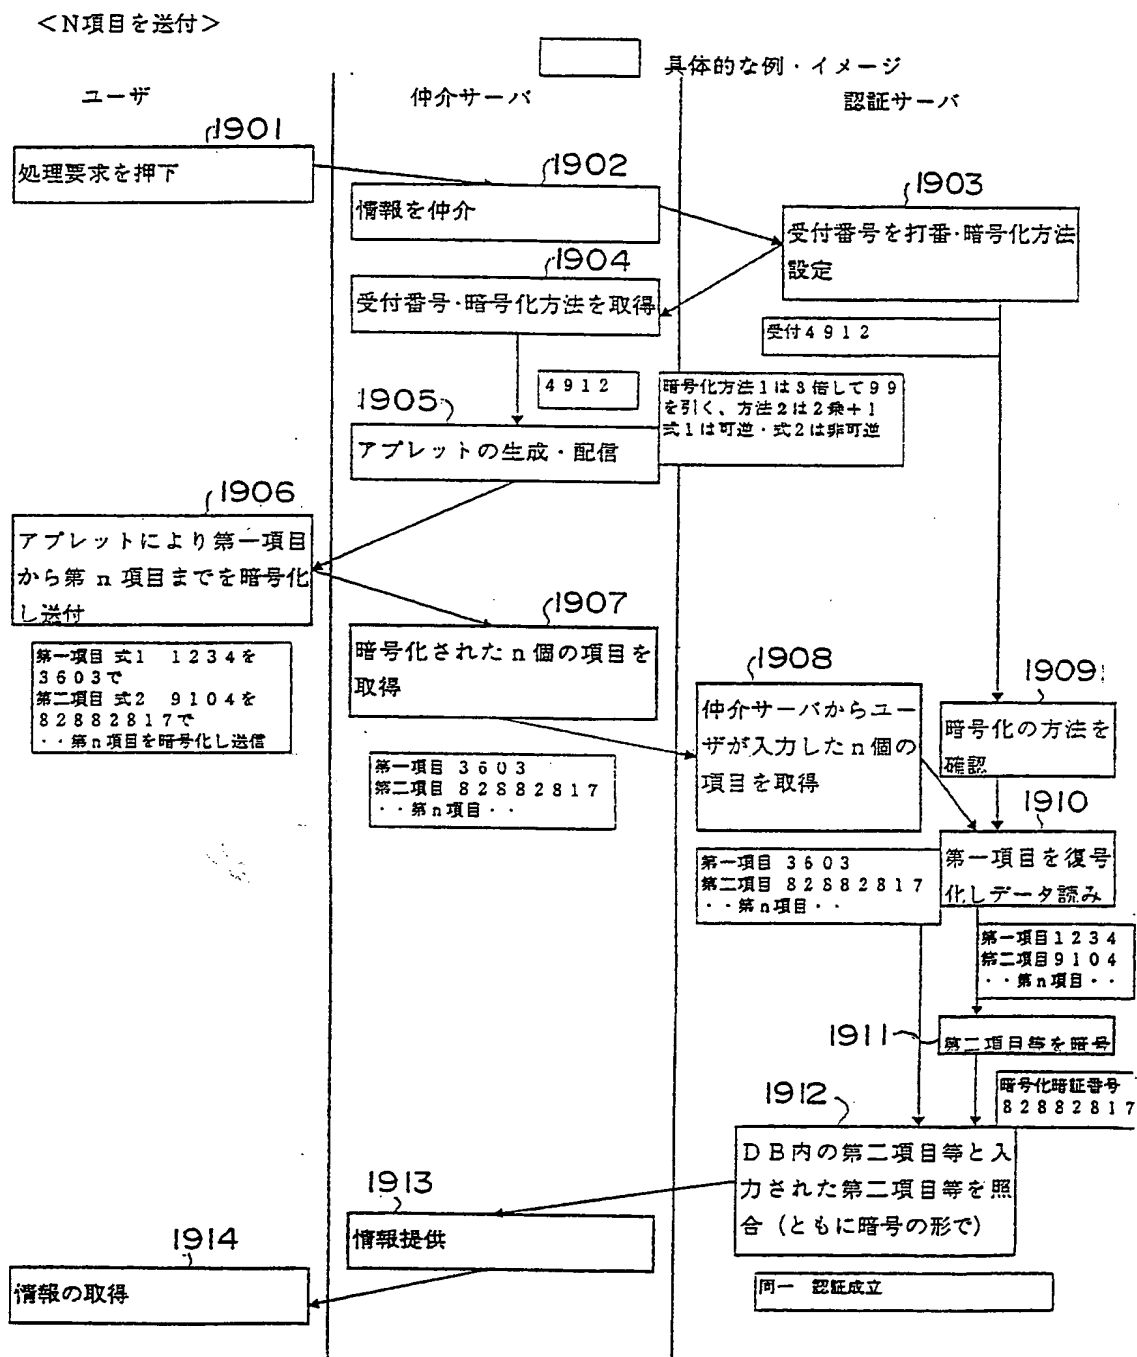 ＜N項目を送付＞
具体的な例・イメージ
ユーザ
仲介サーバ
認証サーバ
1901
処理要求を押下
1902
情報を仲介
1903
受付番号を打番・暗号化方法
設定
1904
受付番号・暗号化方法を取得
受付4912
4912
暗号化方法1は3倍して99
を引く、方法2は2乗+1
式1は可逆・式2は非可逆
1905
アプレットの生成・配信
1906
アプレットにより第一項目
から第n項目までを暗号化
し送付
第一項目 式1 1234を
3603で
第二項目 式2 9104を
82882817で
・・第n項目を暗号化し送信
1907
暗号化されたn個の項目を
取得
第一項目 3603
第二項目 82882817
・・第n項目・・
1908
仲介サーバからユー
ザが入力したn個の
項目を取得
第一項目 3603
第二項目 82882817
・・第n項目・・
1909
暗号化の方法を
確認
1910
第一項目を復号
化しデータ読み
第一項目1234
第二項目9104
・・第n項目・・
1911
第二項目等を暗号
暗号化暗証番号
82882817
1912
DB内の第二項目等と入
力された第二項目等を照
合（ともに暗号の形で）
同一 認証成立
1913
情報提供
1914
情報の取得